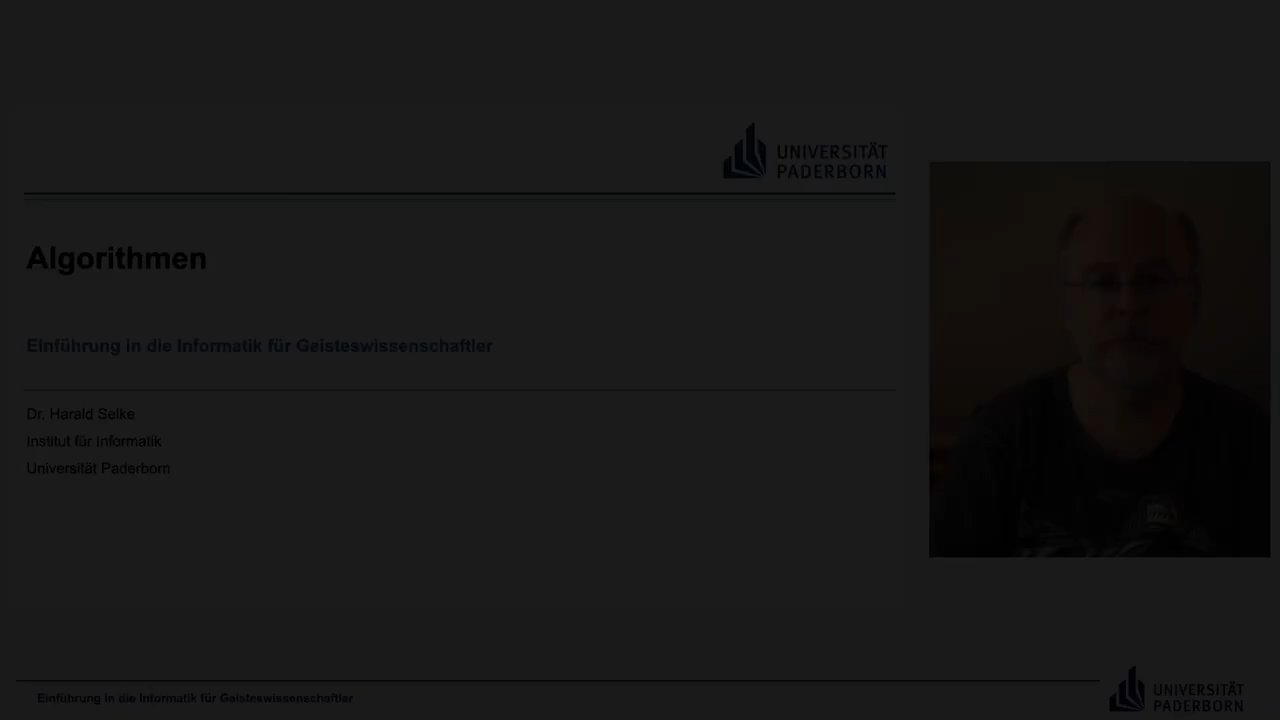 UNIVERSITÄT
PADERBORN
Algorithmen
Einführung in die Informatik für Geisteswissenschaftler
Dr. Harald Selke
Institut für Informatik
Universität Paderborn
Einführung in die Informatik für Geisteswissenschaftler
UNIVERSITÄT
PADERBORN